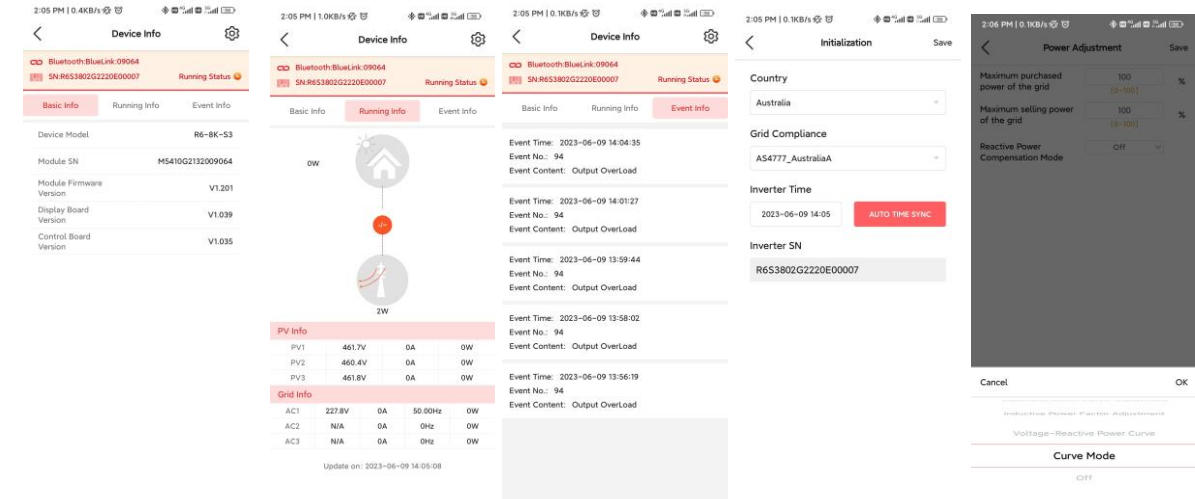 2:05 PM | 0.4KB/s
Device Info
Bluetooth:BlueLink:09064
SN:R6S3802G2220E00007 Running Status
Basic Info Running Info Event Info
Device Model R6-8K-S3
Module SN M5410G2132009064
Module Firmware
Version V1.201
Display Board
Version V1.039
Control Board
Version V1.035
2:05 PM | 1.0KB/s
Device Info
Bluetooth:BlueLink:09064
SN:R6S3802G2220E00007 Running Status
Basic Info Running Info Event Info
0W
2W
PV Info
PV1 461.7V 0A 0W
PV2 460.4V 0A 0W
PV3 461.8V 0A 0W
Grid Info
AC1 227.8V 0A 50.00Hz 0W
AC2 N/A 0A 0Hz 0W
AC3 N/A 0A 0Hz 0W
Update on: 2023-06-09 14:05:08
2:05 PM | 0.1KB/s
Device Info
Bluetooth:BlueLink:09064
SN:R6S3802G2220E00007 Running Status
Basic Info Running Info Event Info
Event Time: 2023-06-09 14:04:35
Event No.: 94
Event Content: Output OverLoad
Event Time: 2023-06-09 14:01:27
Event No.: 94
Event Content: Output OverLoad
Event Time: 2023-06-09 13:59:44
Event No.: 94
Event Content: Output OverLoad
Event Time: 2023-06-09 13:58:02
Event No.: 94
Event Content: Output OverLoad
Event Time: 2023-06-09 13:56:19
Event No.: 94
Event Content: Output OverLoad
2:05 PM | 0.1KB/s
Initialization Save
Country
Australia
Grid Compliance
AS4777_AustraliaA
Inverter Time
2023-06-09 14:05 AUTO TIME SYNC
Inverter SN
R6S3802G2220E00007
2:06 PM | 0.1KB/s
Power Adjustment Save
Maximum purchased
power of the grid 100 %
[0-100]
Maximum selling power
of the grid 100 %
[0-100]
Reactive Power
Compensation Mode Off
Cancel OK
Inductive Power Factor Adjustment
Voltage-Reactive Power Curve
Curve Mode
Off